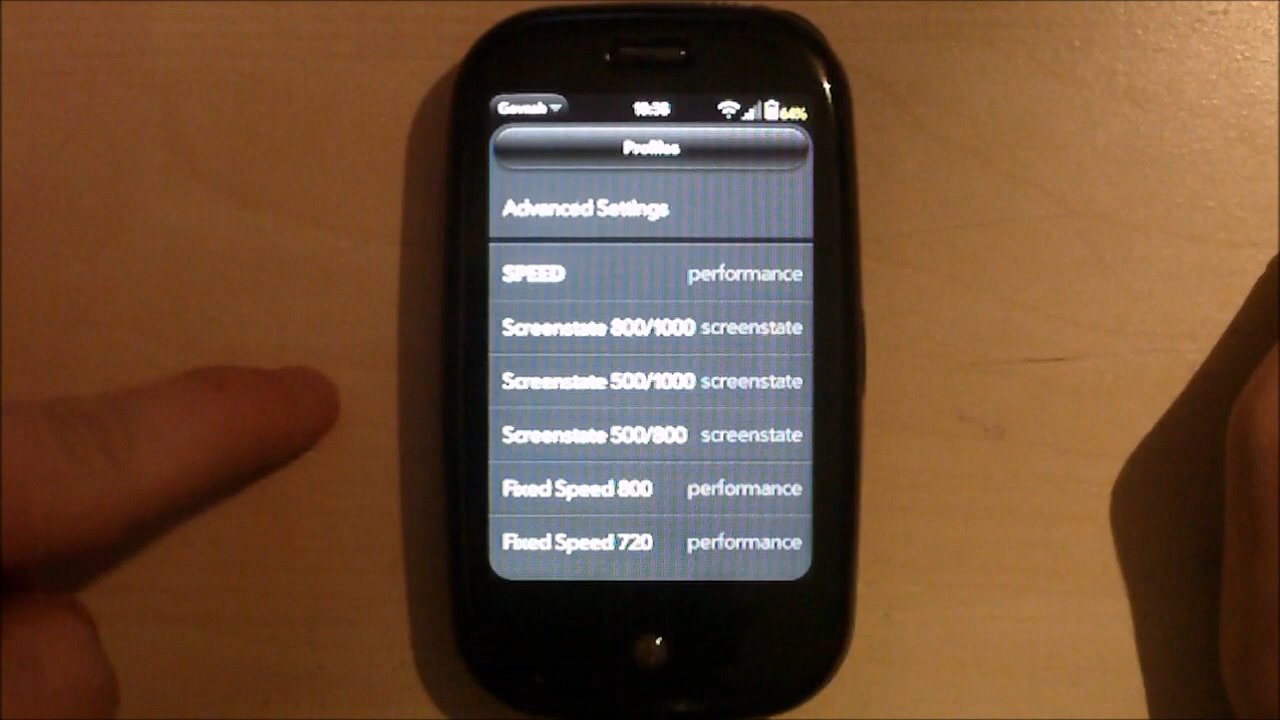 Govnah 64%
Profiles
Advanced Settings
SPEED performance
Screenstate 800/1000 screenstate
Screenstate 500/1000 screenstate
Screenstate 500/800 screenstate
Fixed Speed 800 performance
Fixed Speed 720 performance